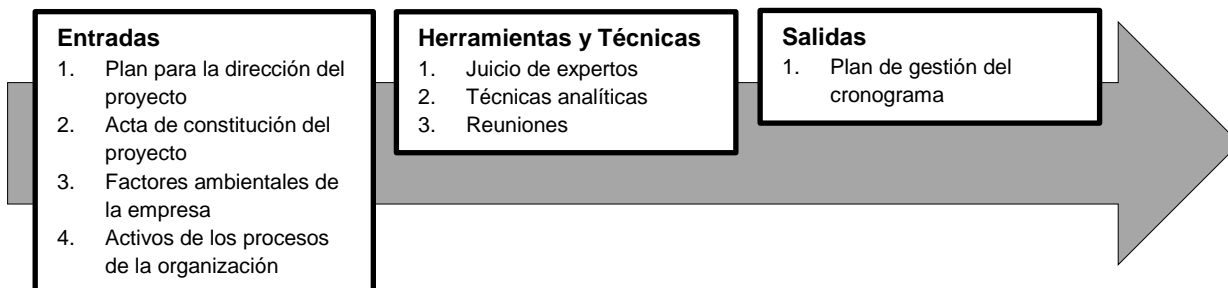 Entradas
1. Plan para la dirección del
proyecto
2. Acta de constitución del
proyecto
3. Factores ambientales de
la empresa
4. Activos de los procesos
de la organización
Herramientas y Técnicas
1. Juicio de expertos
2. Técnicas analíticas
3. Reuniones
Salidas
1. Plan de gestión del
cronograma